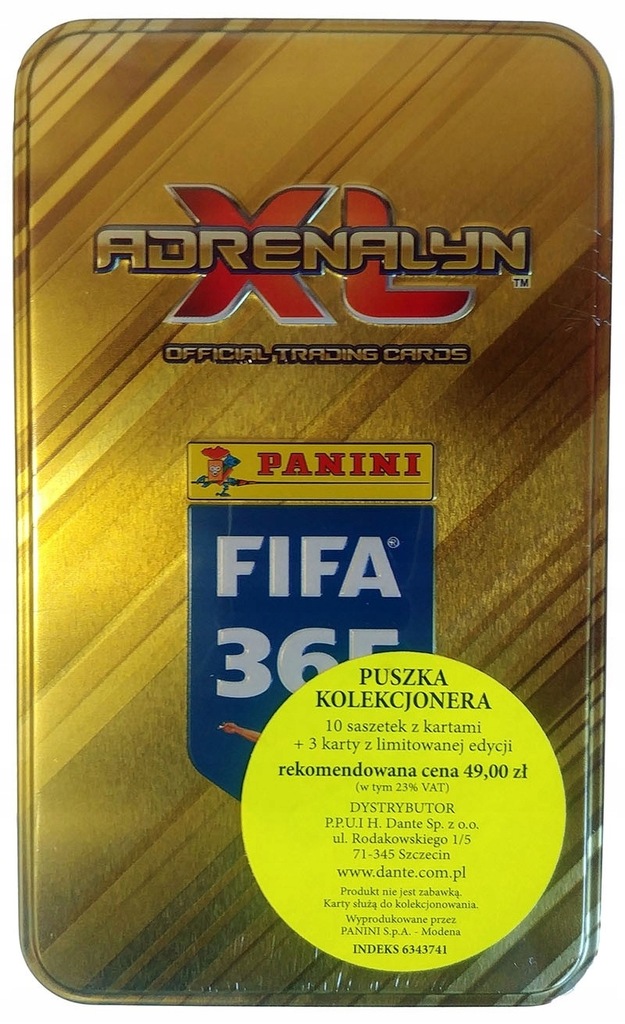 XL
ADRENALYN
TM
OFFICIAL TRADING CARDS
PANINI
FIFA®
365
PUSZKA
KOLEKCJONERA
10 saszetek z kartami
+ 3 karty z limitowanej edycji
rekomendowana cena 49,00 zł
(w tym 23% VAT)
DYSTRYBUTOR
P.P.U.I H. Dante Sp. z o.o.
ul. Rodakowskiego 1/5
71-345 Szczecin
www.dante.com.pl
Produkt nie jest zabawką.
Karty służą do kolekcjonowania.
Wyprodukowane przez
PANINI S.p.A. - Modena
INDEKS 6343741